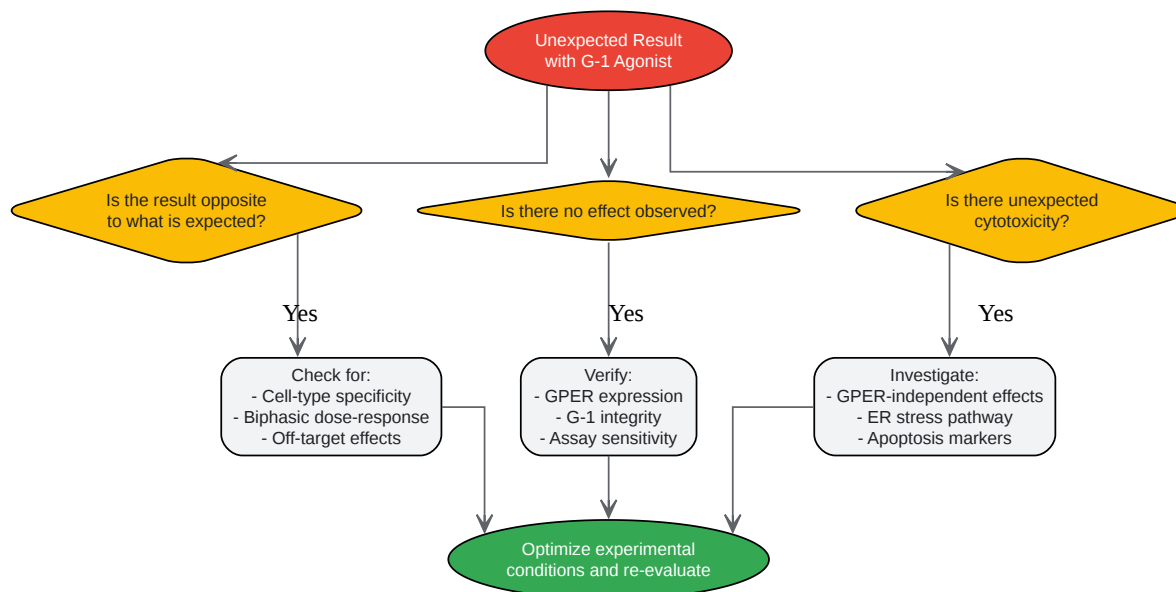 Unexpected Result
with G-1 Agonist
Is the result opposite
to what is expected?
Is there no effect observed?
Is there unexpected
cytotoxicity?
Yes
Yes
Yes
Check for:
- Cell-type specificity
- Biphasic dose-response
- Off-target effects
Verify:
- GPER expression
- G-1 integrity
- Assay sensitivity
Investigate:
- GPER-independent effects
- ER stress pathway
- Apoptosis markers
Optimize experimental
conditions and re-evaluate